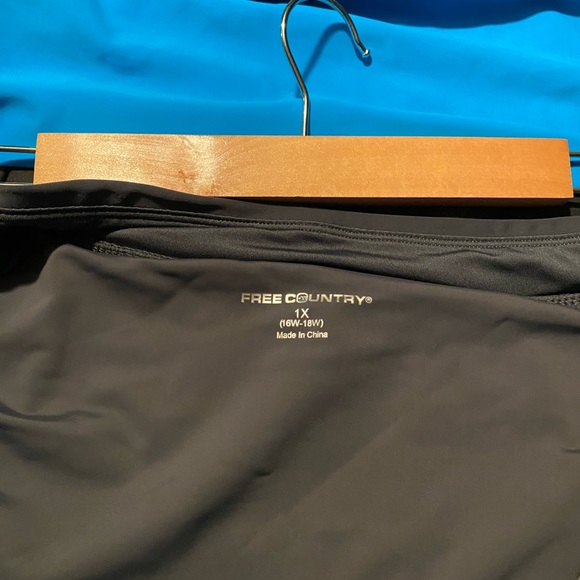 FREE COUNTRY®
1X
(16W-18W)
Made In China